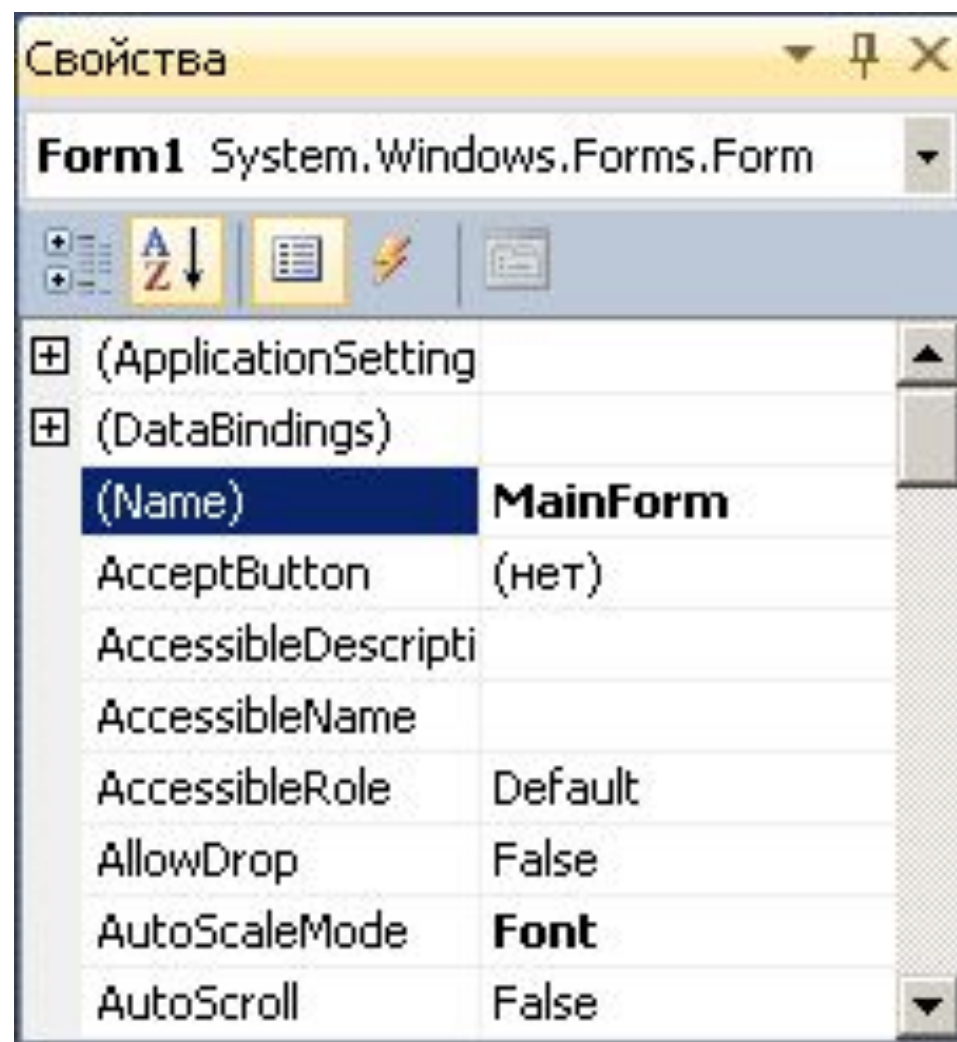 Свойства
Form1 System.Windows.Forms.Form
A
Z
(ApplicationSetting
(DataBindings)
(Name) MainForm
AcceptButton (нет)
AccessibleDescripti
AccessibleName
AccessibleRole Default
AllowDrop False
AutoScaleMode Font
AutoScroll False